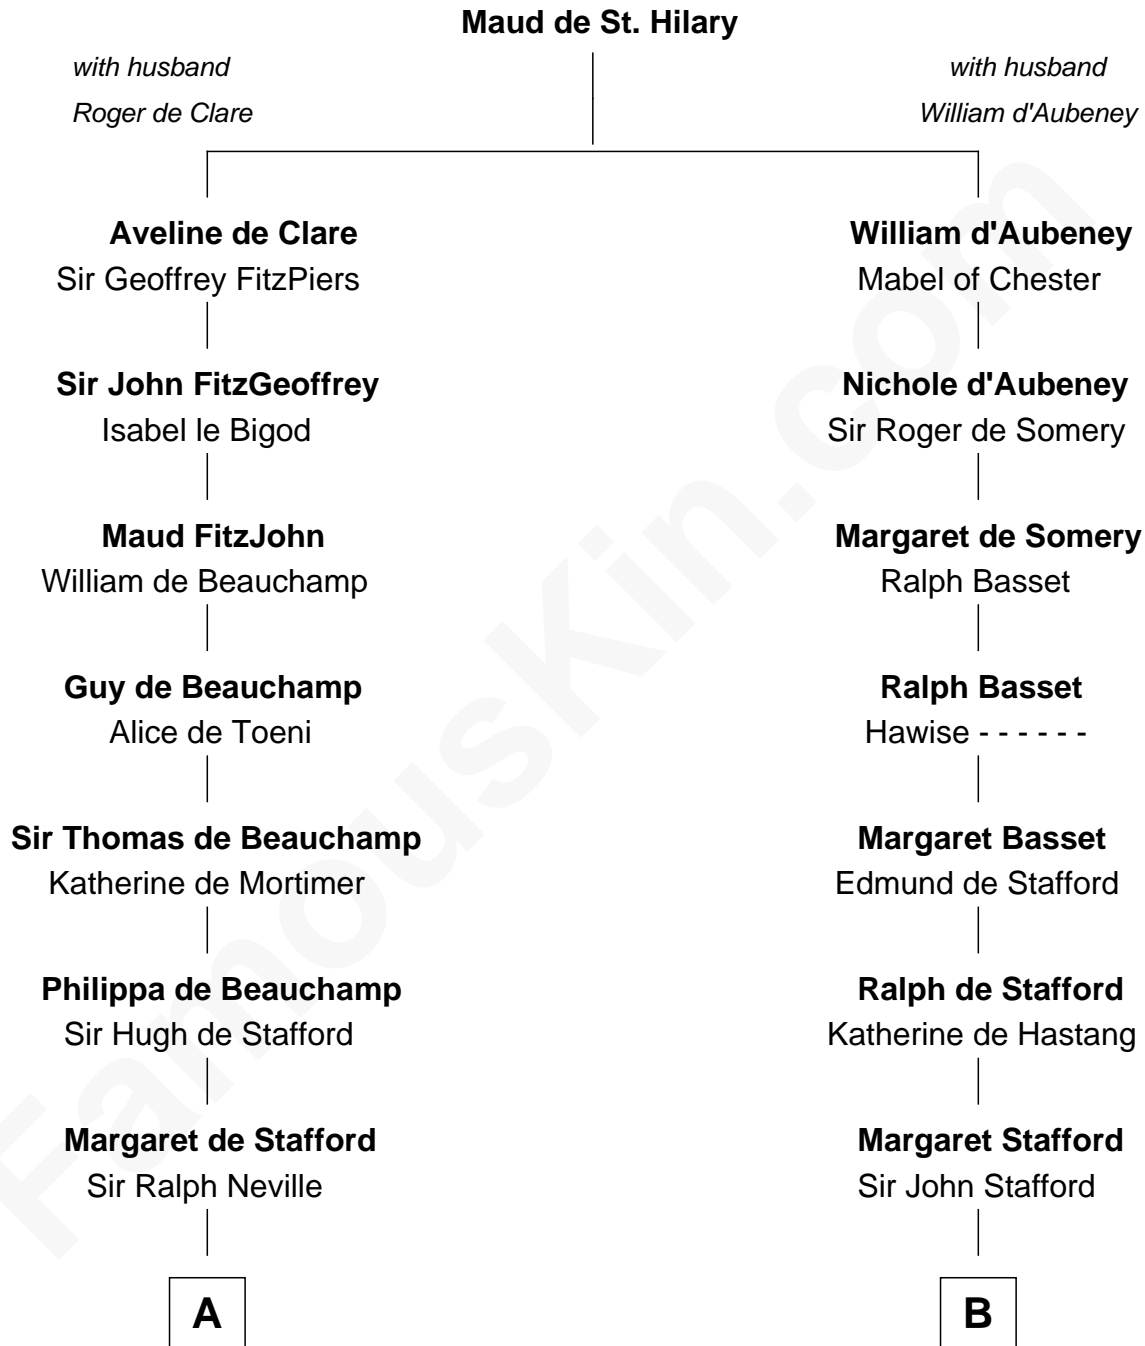 Maud de St. Hilary
with husband
Roger de Clare
with husband
William d'Aubeney
Aveline de Clare
Sir Geoffrey FitzPiers
William d'Aubeney
Mabel of Chester
Sir John FitzGeoffrey
Isabel le Bigod
Nichole d'Aubeney
Sir Roger de Somery
Maud FitzJohn
William de Beauchamp
Margaret de Somery
Ralph Basset
Guy de Beauchamp
Alice de Toeni
Ralph Basset
Hawise - - - - - -
Sir Thomas de Beauchamp
Katherine de Mortimer
Margaret Basset
Edmund de Stafford
Philippa de Beauchamp
Sir Hugh de Stafford
Ralph de Stafford
Katherine de Hastang
Margaret de Stafford
Sir Ralph Neville
Margaret Stafford
Sir John Stafford
A
B
FamousKin.com